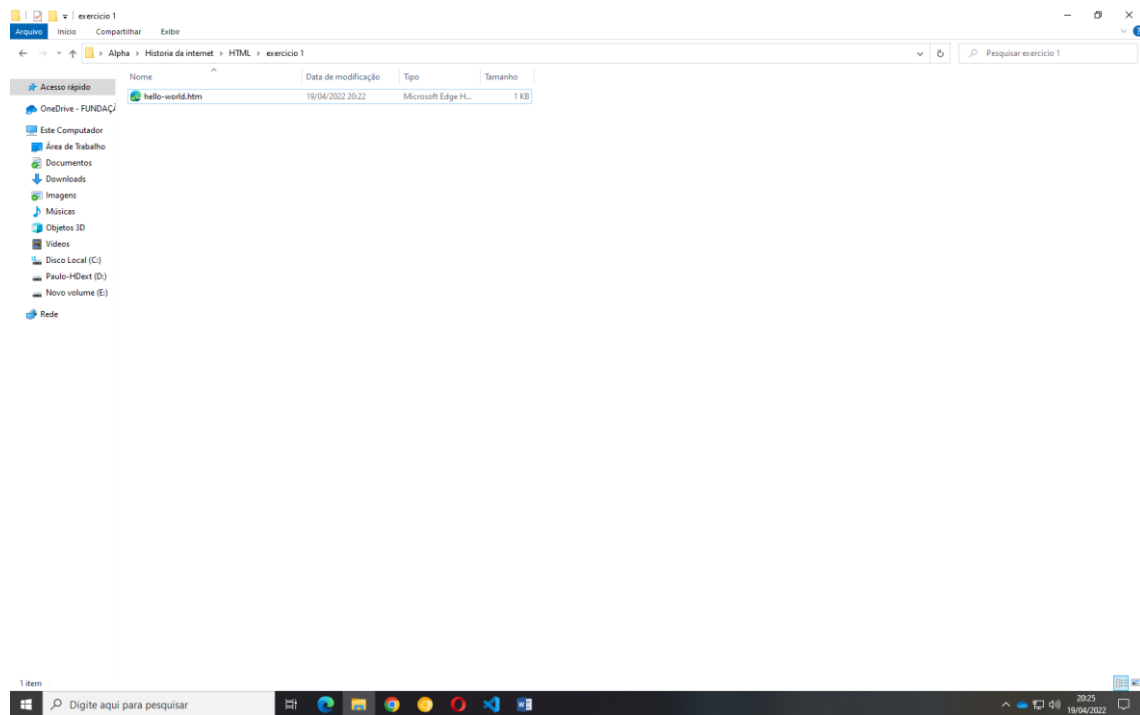 exercicio 1
Arquivo Início Compartilhar Exibir
Alpha › Historia da internet › HTML › exercicio 1
Pesquisar exercicio 1
Nome Data de modificação Tipo Tamanho
hello-world.htm 19/04/2022 20:22 Microsoft Edge H... 1 KB
Acesso rápido
OneDrive - FUNDAÇÃ
Este Computador
Área de Trabalho
Documentos
Downloads
Imagens
Músicas
Objetos 3D
Vídeos
Disco Local (C:)
Paulo-HDext (D:)
Novo volume (E:)
Rede
1 item
Digite aqui para pesquisar
20:25
19/04/2022